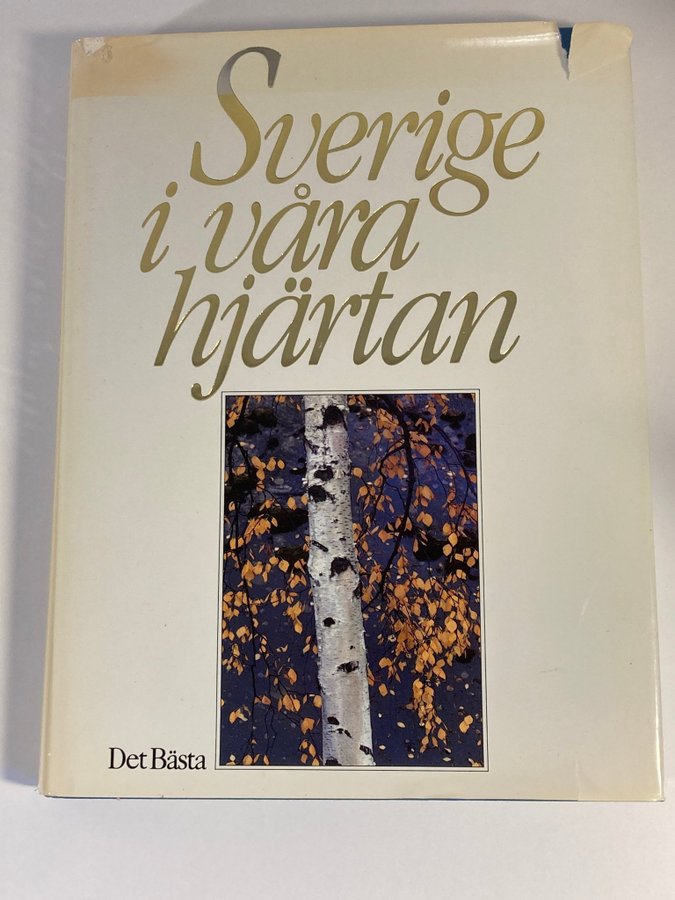 Sverige
i våra
hjärtan
Det Bästa